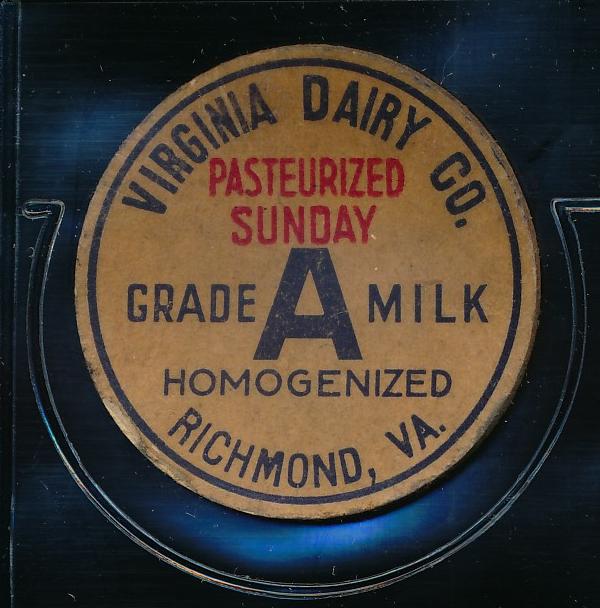 VIRGINIA DAIRY CO.
PASTEURIZED
SUNDAY
GRADE A MILK
HOMOGENIZED
RICHMOND, VA.